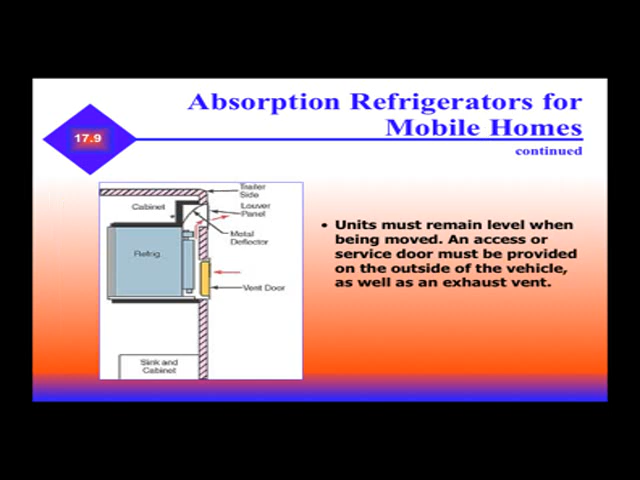 Absorption Refrigerators for
Mobile Homes
17.9
continued
Trailer
Side
Cabinet
Louver
Panel
Metal
Deflector
Refrig.
Vent Door
Sink and
Cabinet
• Units must remain level when
being moved. An access or
service door must be provided
on the outside of the vehicle,
as well as an exhaust vent.